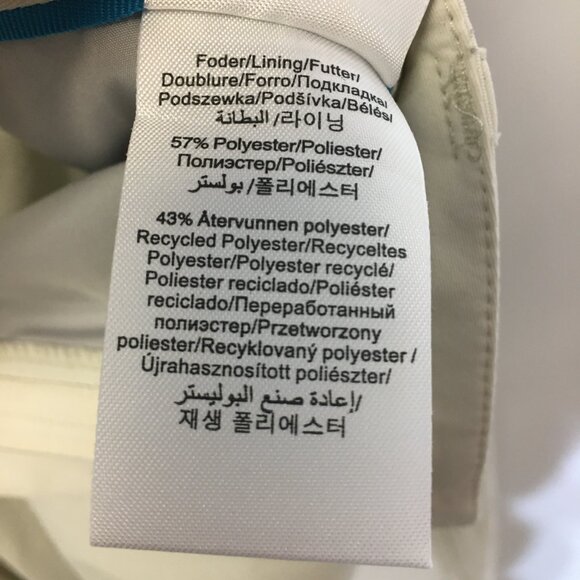 Foder/Lining/Futter/
Doublure/Forro/Подкладка/
Podszewka/Podšívka/Bélés/
البطانة/라이닝
57% Polyester/Poliester/
Полиэстер/Poliészter/
بولستر/폴리에스터
43% Återvunnen polyester/
Recycled Polyester/Recyceltes
Polyester/Polyester recyclé/
Poliester reciclado/Poliéster
reciclado/Переработанный
полиэстер/Przetworzony
poliester/Recyklovaný polyester /
Újrahasznosított poliészter/
إعادة صنع البوليستر/
재생 폴리에스터